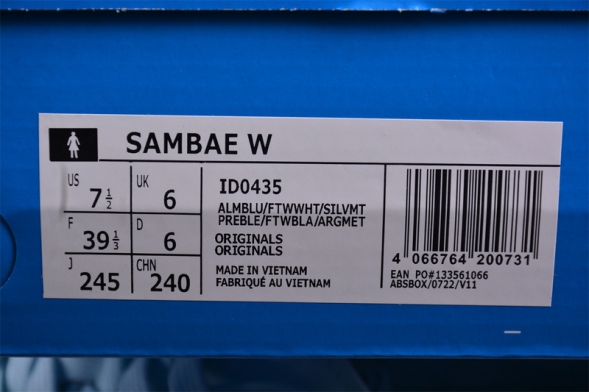 SAMBAE W
US 7 1/2 UK 6
F 39 1/3 D 6
J 245 CHN 240
ID0435
ALMBLU/FTWWHT/SILVMT
PREBLE/FTWBLA/ARGMET
ORIGINALS
ORIGINALS
MADE IN VIETNAM
FABRIQUÉ AU VIETNAM
4 066764 200731
EAN PO#133561066
ABSBOX/0722/V11